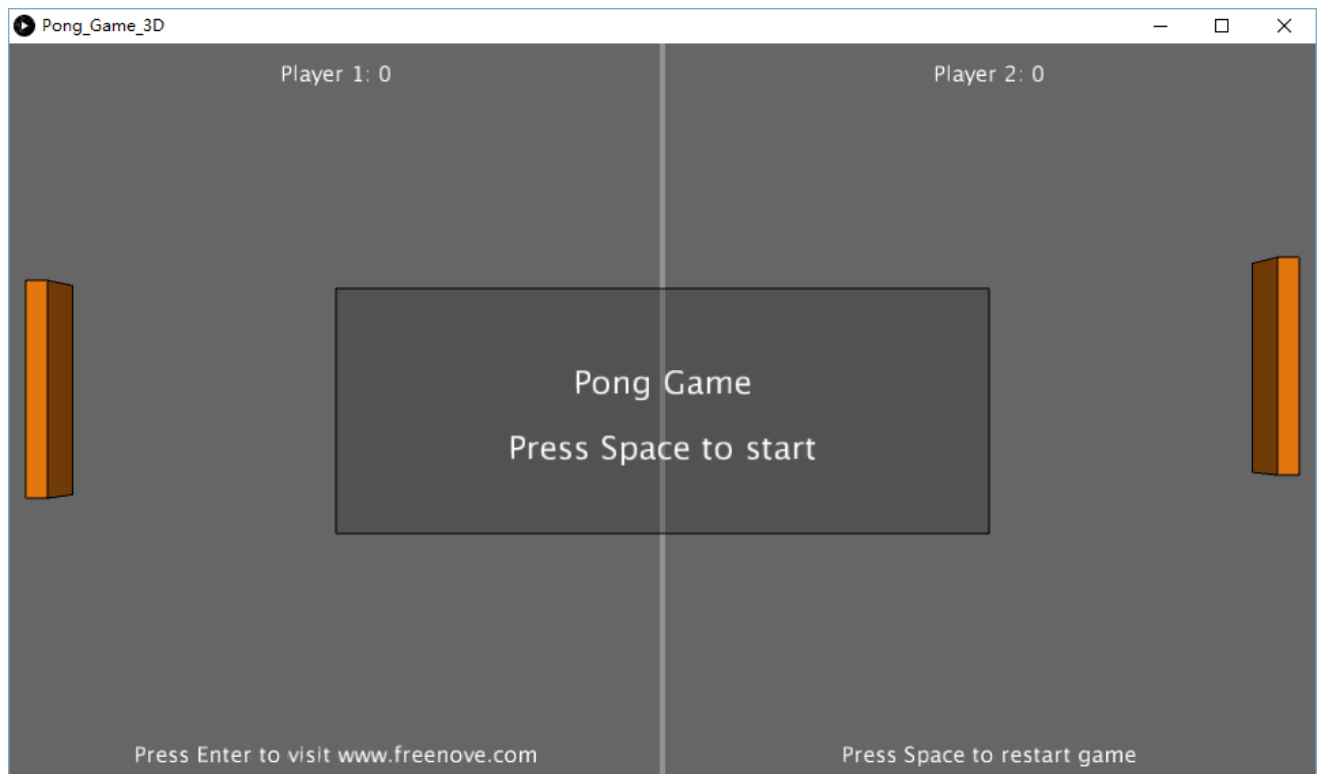 Pong_Game_3D
Player 1: 0
Player 2: 0
Pong Game
Press Space to start
Press Enter to visit www.freenove.com
Press Space to restart game